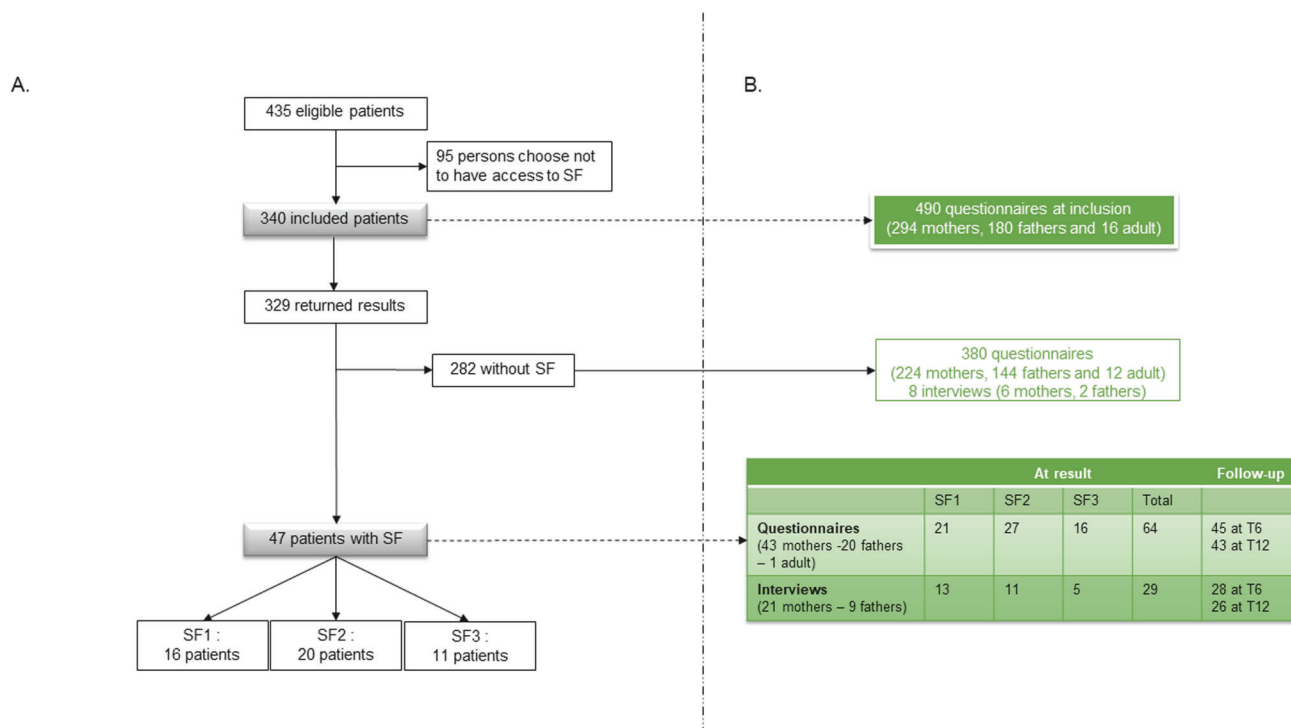 A.
435 eligible patients
95 persons choose not
to have access to SF
340 included patients
329 returned results
282 without SF
47 patients with SF
SF1 :
16 patients
SF2 :
20 patients
SF3 :
11 patients
B.
490 questionnaires at inclusion
(294 mothers, 180 fathers and 16 adult)
380 questionnaires
(224 mothers, 144 fathers and 12 adult)
8 interviews (6 mothers, 2 fathers)
At result Follow-up
SF1 SF2 SF3 Total
Questionnaires 21 27 16 64 45 at T6
(43 mothers -20 fathers 43 at T12
– 1 adult)
Interviews 13 11 5 29 28 at T6
(21 mothers – 9 fathers) 26 at T12